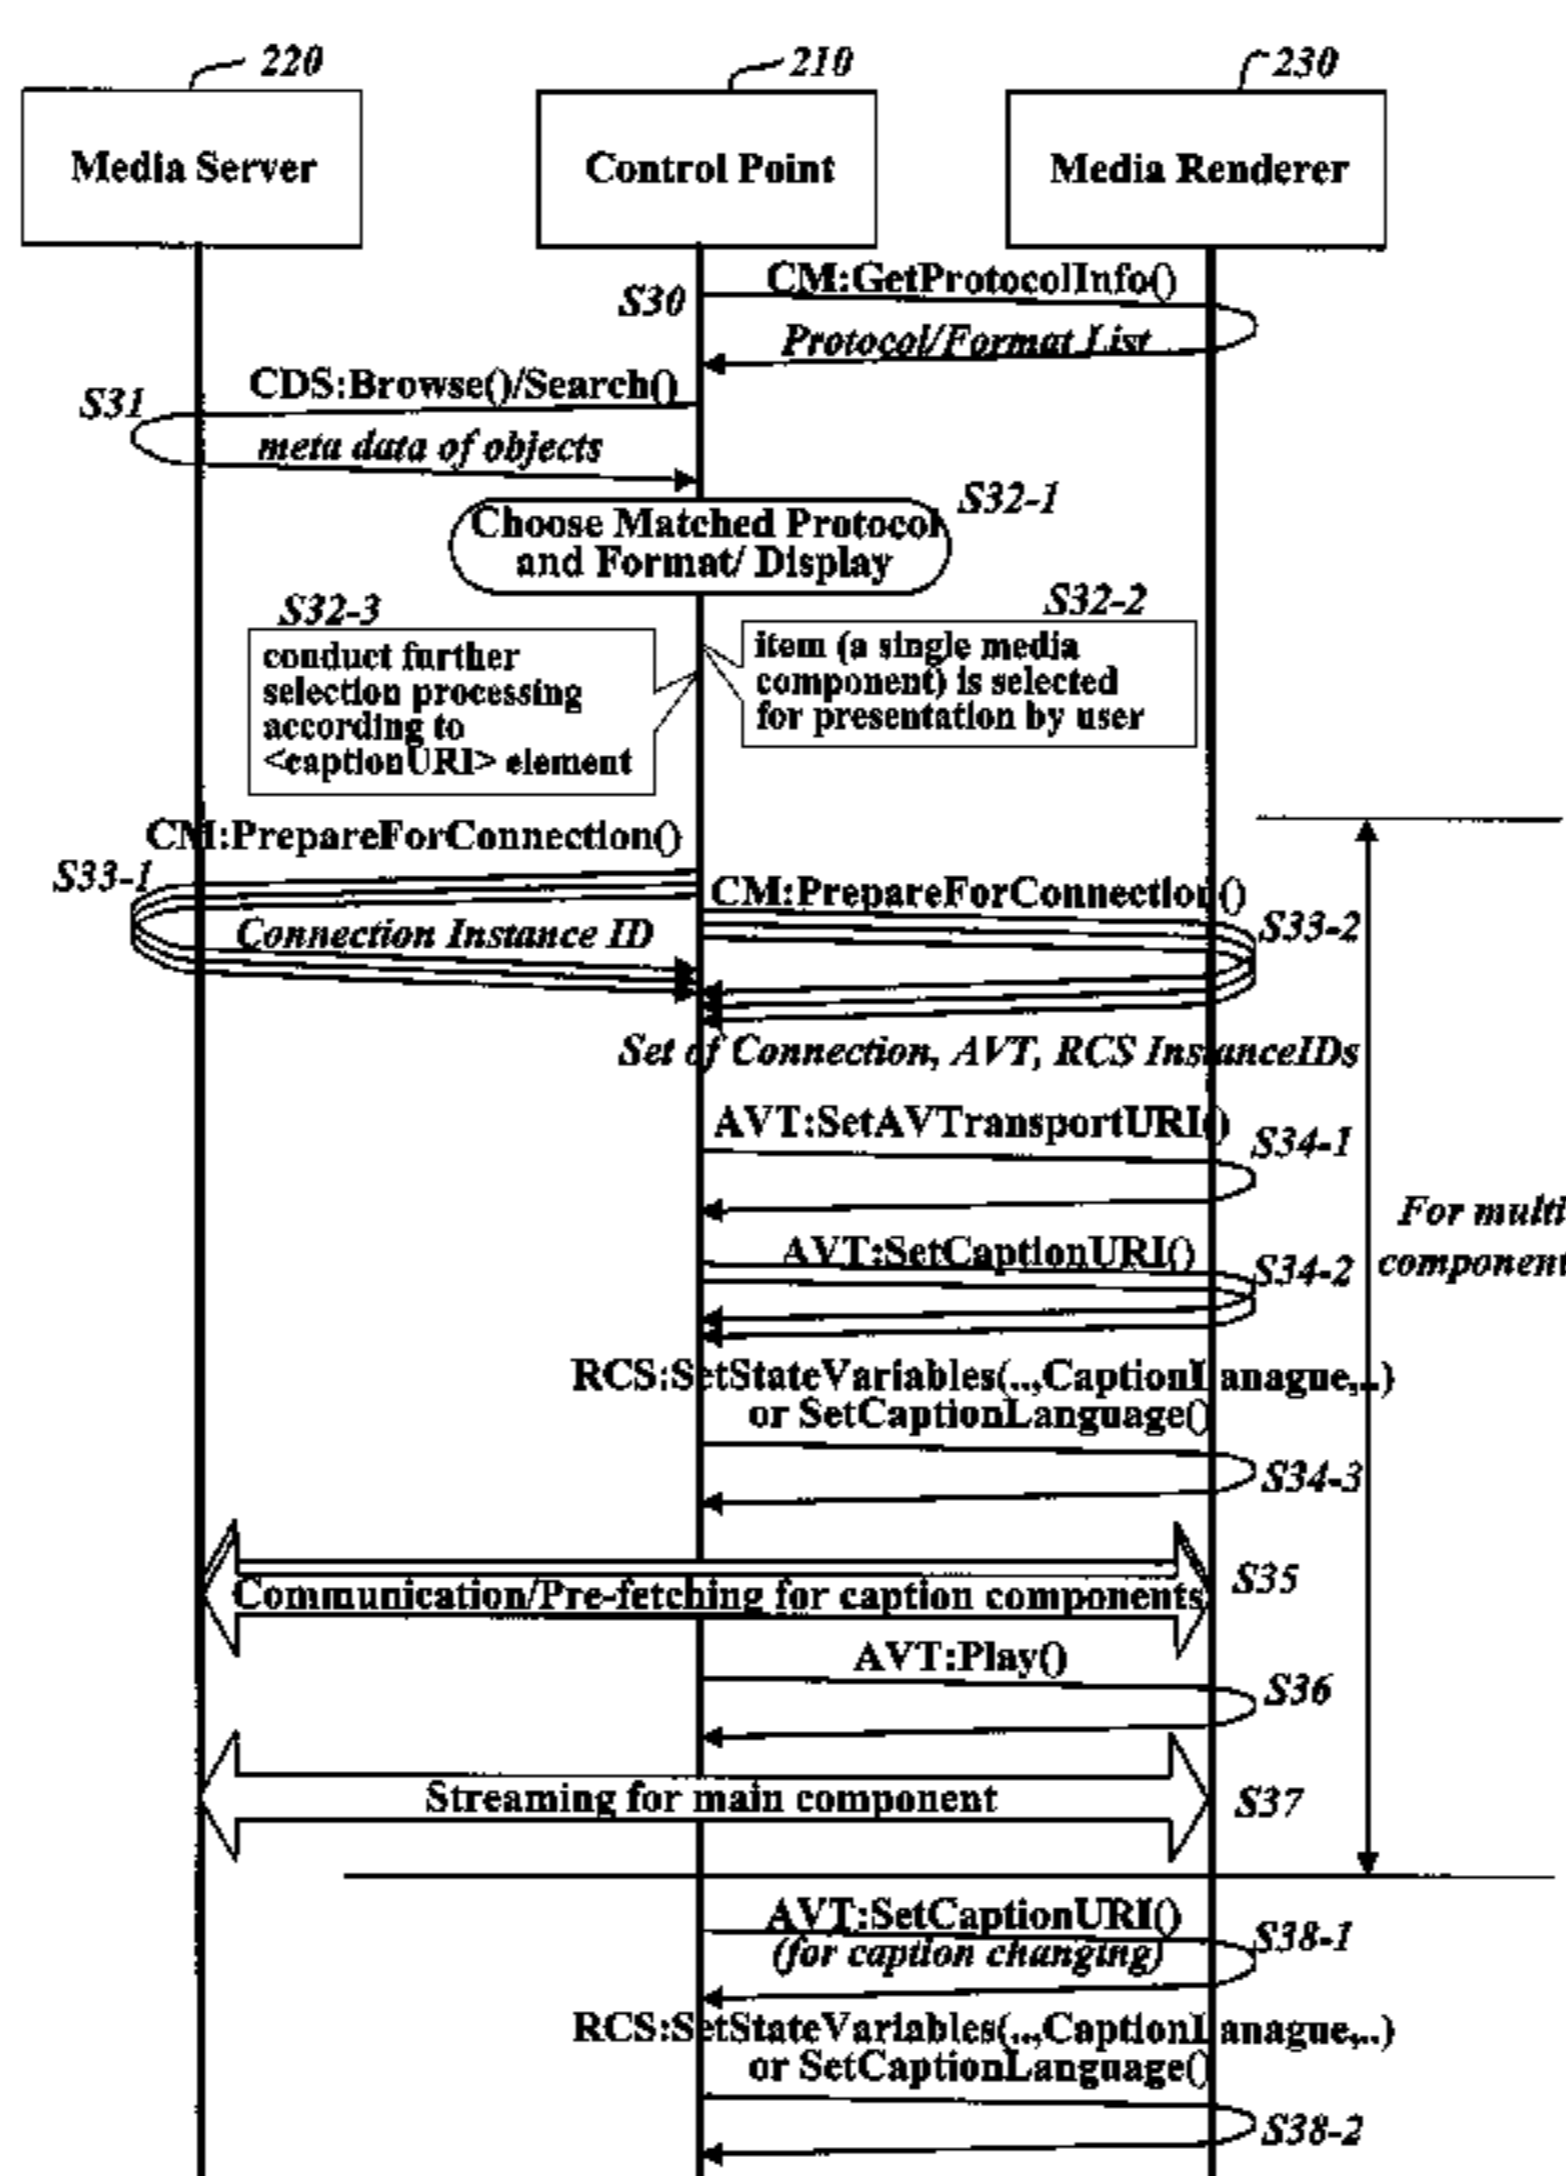 220
210
230
Media Server
Control Point
Media Renderer
CM:GetProtocolInfo()
S30
Protocol/Format List
CDS:Browse()/Search()
S31
meta data of objects
S32-1
Choose Matched Protocol
and Format/ Display
S32-3
S32-2
conduct further
selection processing
according to
<captionURI> element
item (a single media
component) is selected
for presentation by user
CM:PrepareForConnection()
S33-1
CM:PrepareForConnection()
Connection Instance ID
S33-2
Set of Connection, AVT, RCS InstanceIDs
AVT:SetAVTransportURI()
S34-1
For multi
component
AVT:SetCaptionURI()
S34-2
RCS:SetStateVariables(..,CaptionLanague,..)
or SetCaptionLanguage()
S34-3
Communication/Pre-fetching for caption components
S35
AVT:Play()
S36
Streaming for main component
S37
AVT:SetCaptionURI()
(for caption changing)
S38-1
RCS:SetStateVariables(..,CaptionLanague,..)
or SetCaptionLanguage()
S38-2